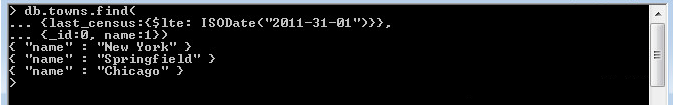 > db.towns.find(
... {last_census:{$lte: ISODate("2011-31-01")}},
... {_id:0, name:1})
{ "name" : "New York" }
{ "name" : "Springfield" }
{ "name" : "Chicago" }
>